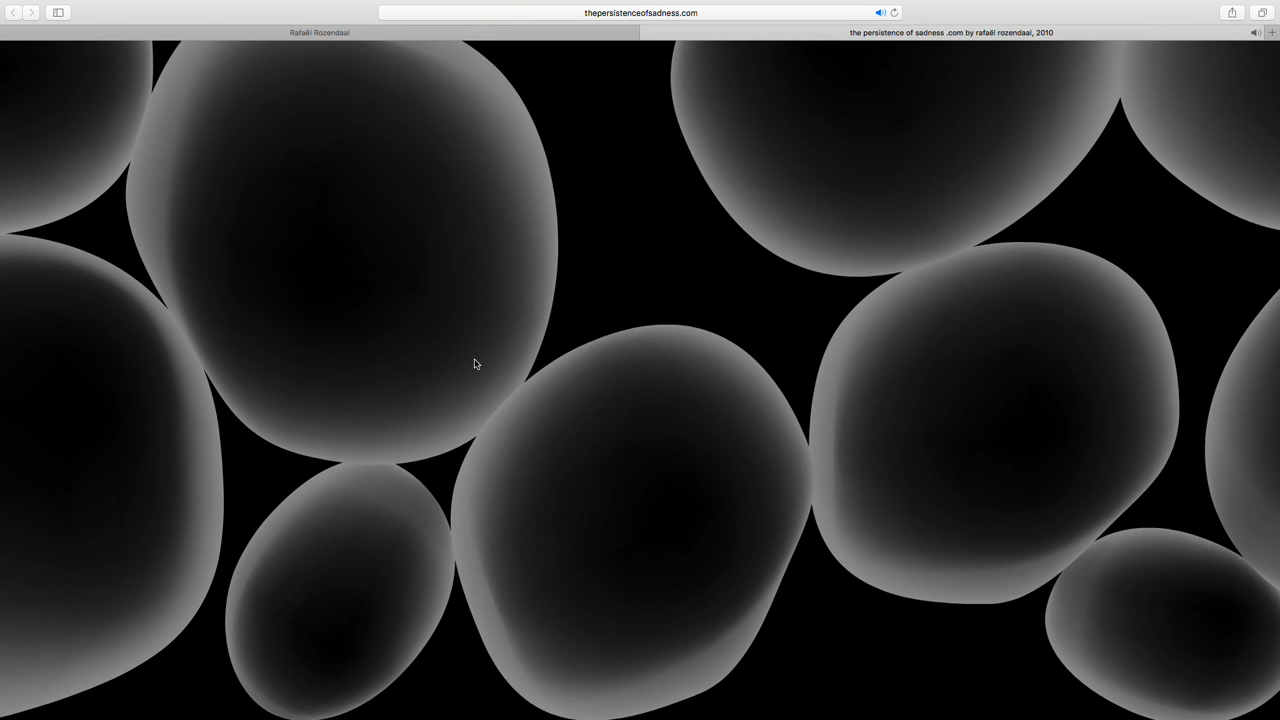 thepersistenceofsadness.com
Rafaël Rozendaal
the persistence of sadness .com by rafaël rozendaal, 2010